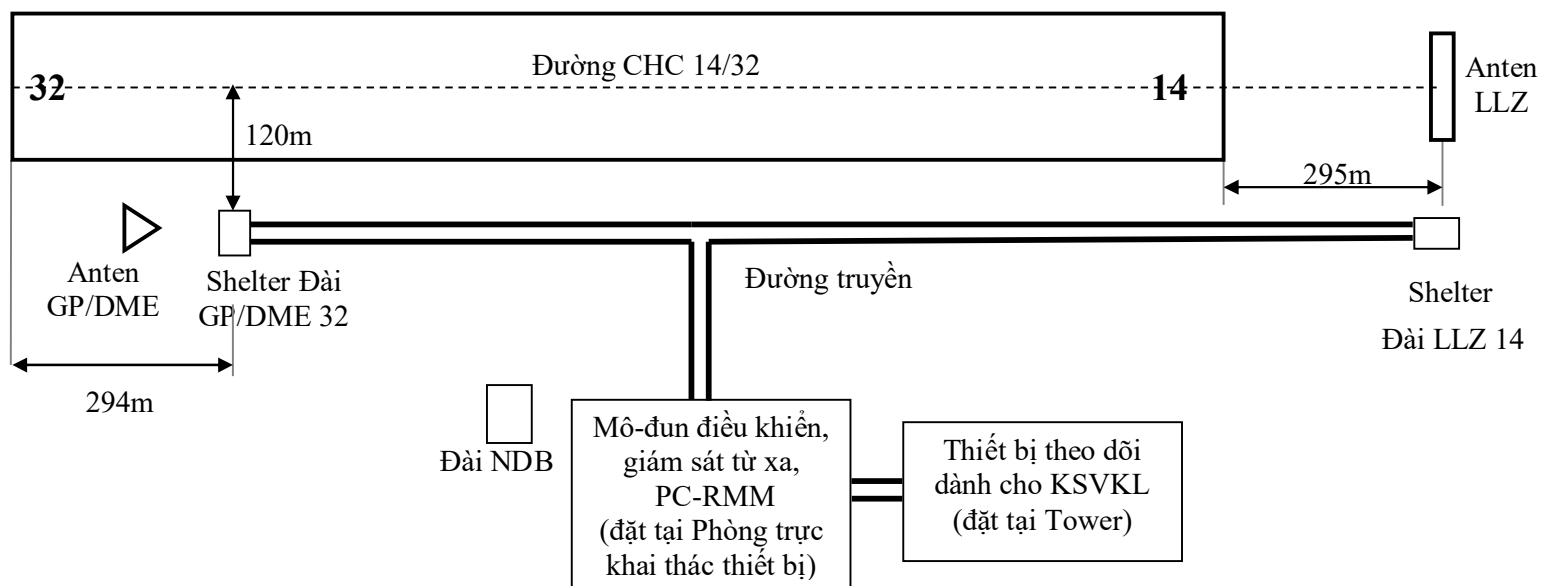 Đường CHC 14/32
32
14
Anten
LLZ
120m
295m
Anten
GP/DME
Shelter Đài
GP/DME 32
Đường truyền
Shelter
Đài LLZ 14
294m
Đài NDB
Mô-đun điều khiển,
giám sát từ xa,
PC-RMM
(đặt tại Phòng trực
khai thác thiết bị)
Thiết bị theo dõi
dành cho KSVKL
(đặt tại Tower)